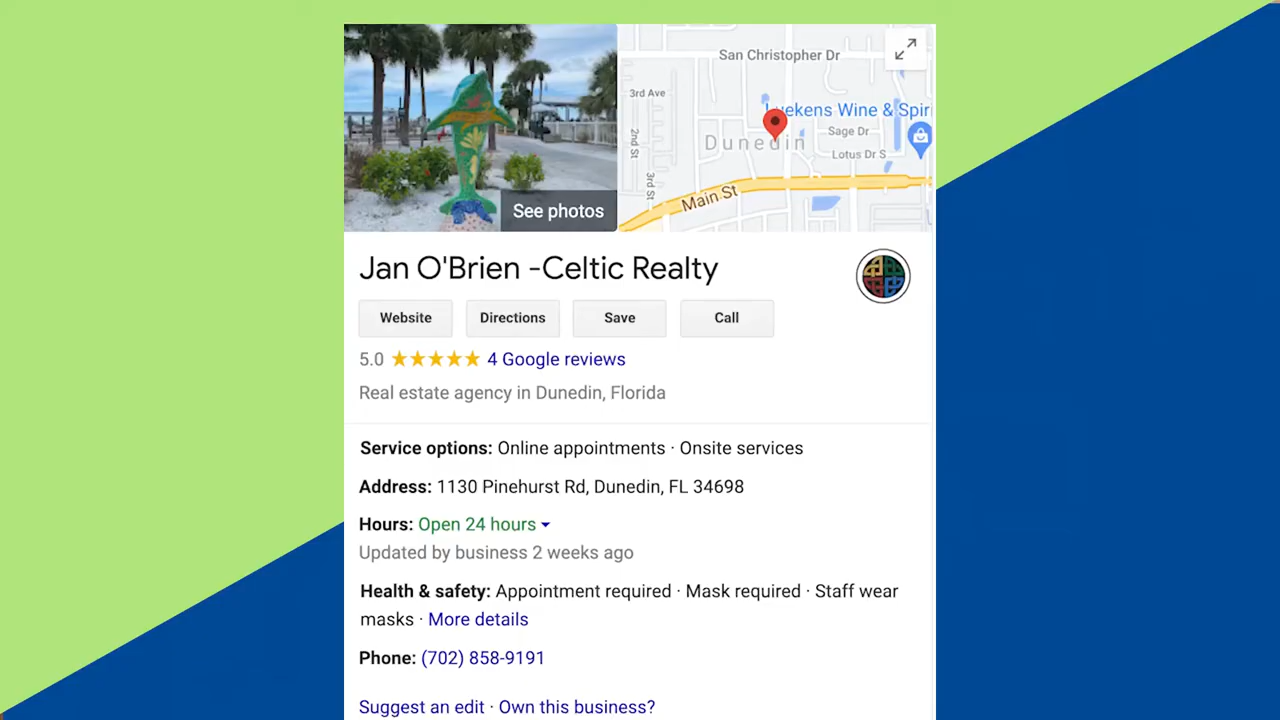 San Christopher Dr
3rd Ave
Luekens Wine & Spir
2nd St
Dunedin
Sage Dr
Lotus Dr S
3rd St
Main St
See photos
Jan O'Brien -Celtic Realty
Website
Directions
Save
Call
5.0 4 Google reviews
Real estate agency in Dunedin, Florida
Service options: Online appointments · Onsite services
Address: 1130 Pinehurst Rd, Dunedin, FL 34698
Hours: Open 24 hours
Updated by business 2 weeks ago
Health & safety: Appointment required · Mask required · Staff wear
masks · More details
Phone: (702) 858-9191
Suggest an edit · Own this business?